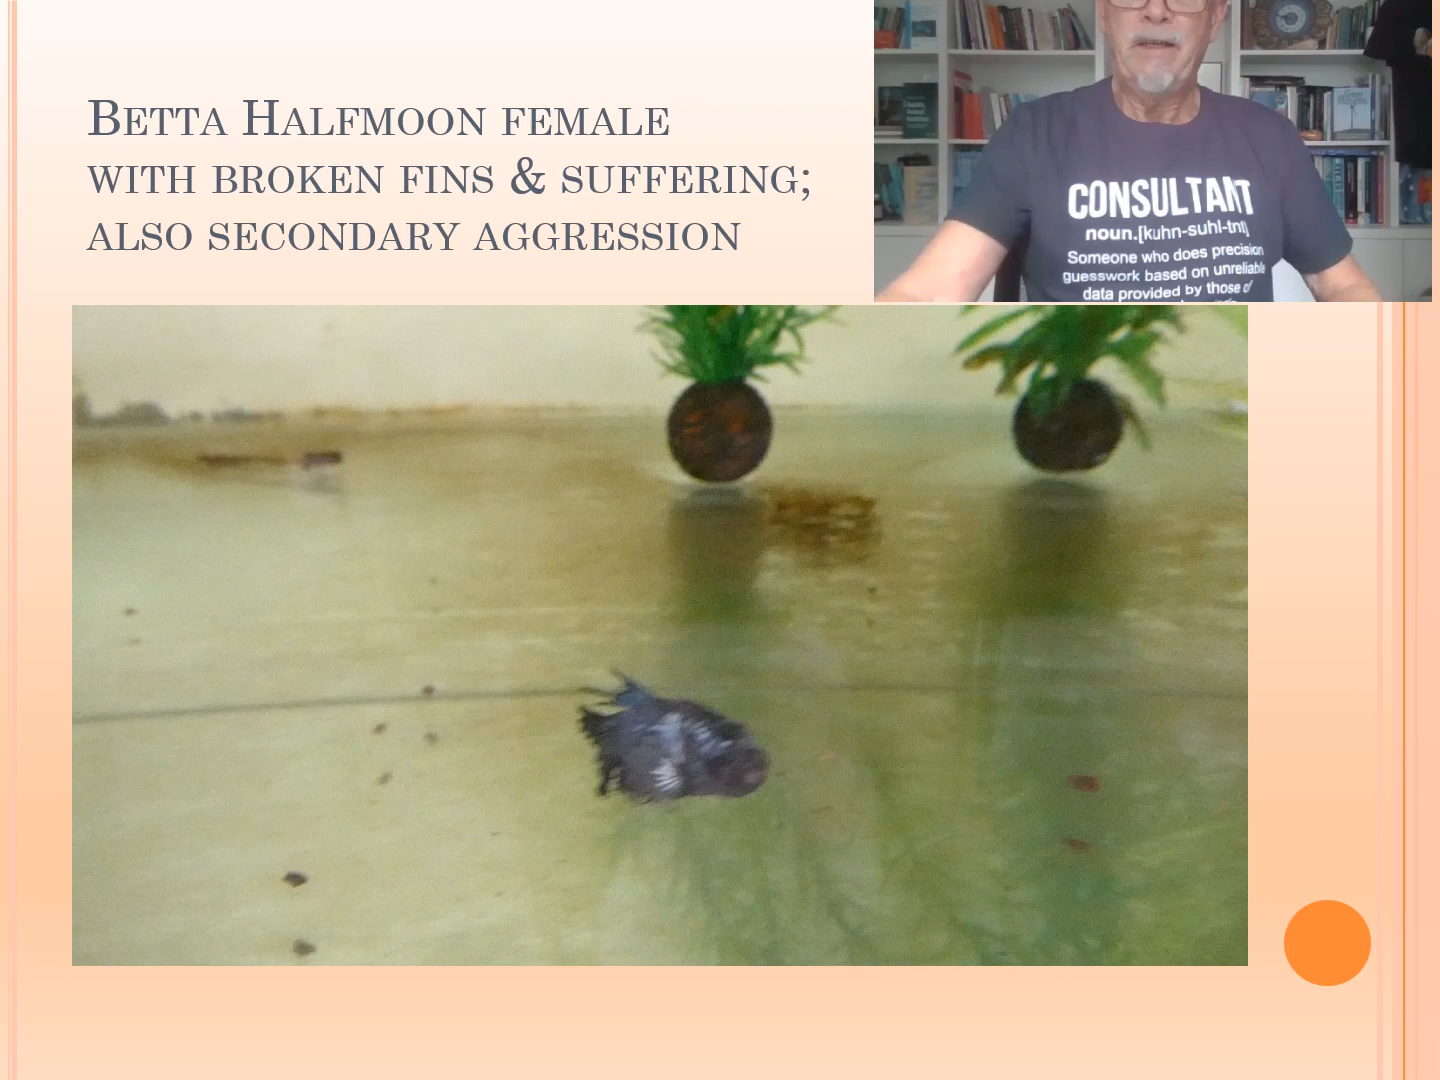 Betta Halfmoon female
with broken fins & suffering;
also secondary aggression
CONSULTANT
noun.[kuhn-suhl-tnt]
Someone who does precision
guesswork based on unreliable
data provided by those of